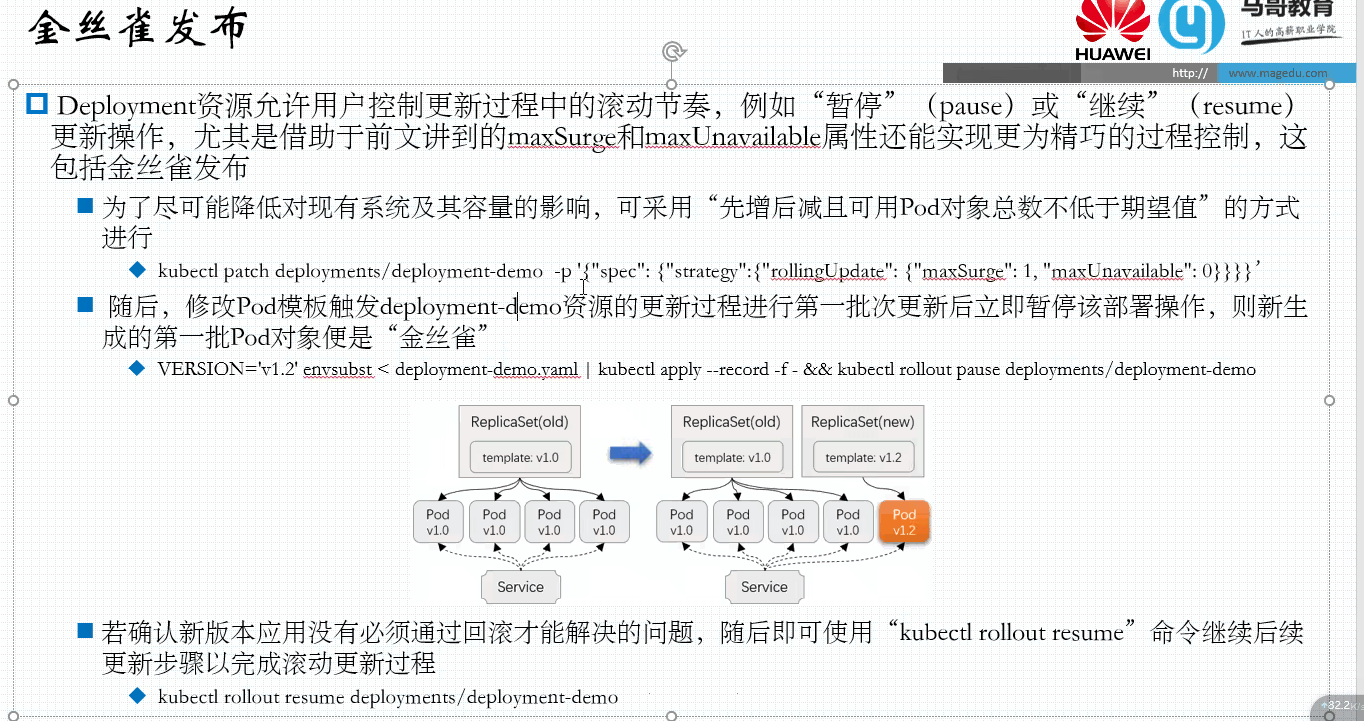 金丝雀发布
HUAWEI
马哥教育
IT人的高薪职业学院
http://
www.magedu.com
Deployment资源允许用户控制更新过程中的滚动节奏，例如“暂停”（pause）或“继续”（resume）
更新操作，尤其是借助于前文讲到的maxSurge和maxUnavailable属性还能实现更为精巧的过程控制，这
包括金丝雀发布
为了尽可能降低对现有系统及其容量的影响，可采用“先增后减且可用Pod对象总数不低于期望值”的方式
进行
kubectl patch deployments/deployment-demo -p '{"spec": {"strategy":{"rollingUpdate": {"maxSurge": 1, "maxUnavailable": 0}}}}’
随后，修改Pod模板触发deployment-demo资源的更新过程进行第一批次更新后立即暂停该部署操作，则新生
成的第一批Pod对象便是“金丝雀”
VERSION='v1.2' envsubst < deployment-demo.yaml | kubectl apply --record -f - && kubectl rollout pause deployments/deployment-demo
ReplicaSet(old) ReplicaSet(old) ReplicaSet(new)
template: v1.0 template: v1.0 template: v1.2
Pod Pod Pod Pod Pod Pod Pod Pod Pod
v1.0 v1.0 v1.0 v1.0 v1.0 v1.0 v1.0 v1.0 v1.2
Service Service
若确认新版本应用没有必须通过回滚才能解决的问题，随后即可使用“kubectl rollout resume”命令继续后续
更新步骤以完成滚动更新过程
kubectl rollout resume deployments/deployment-demo